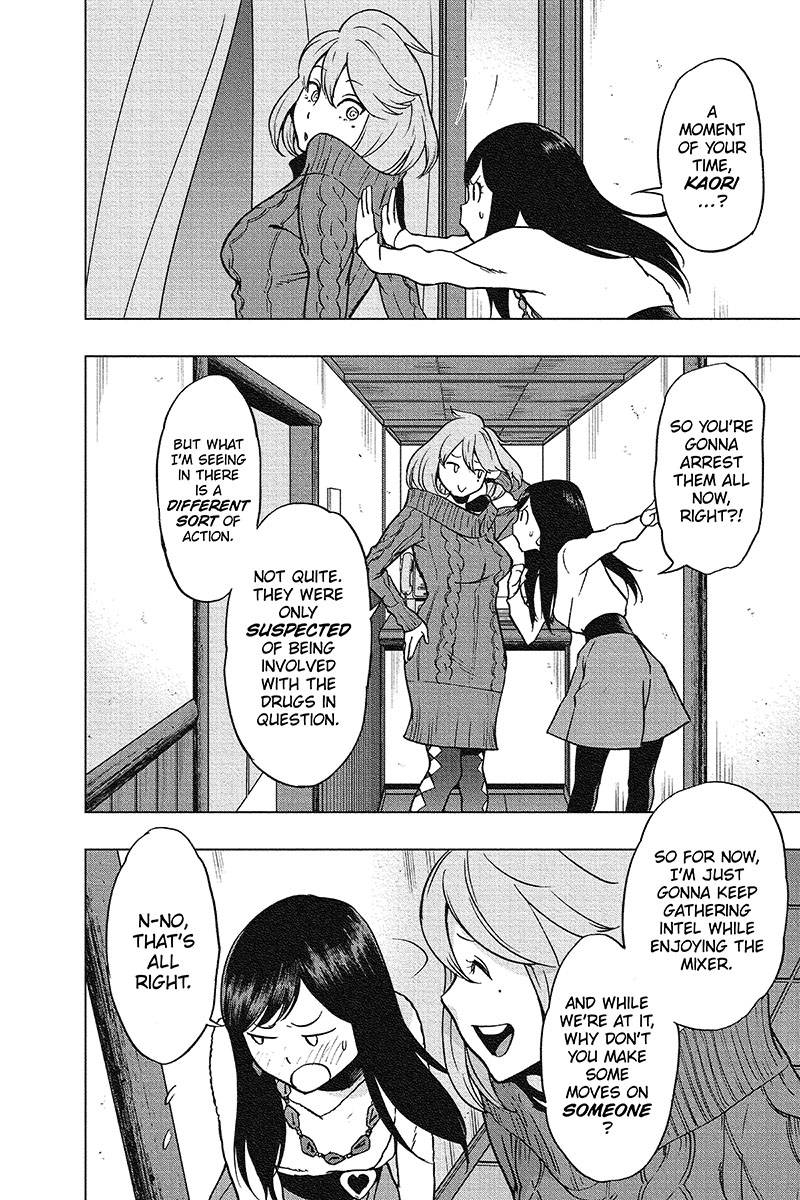 A
MOMENT
OF YOUR
TIME,
KAORI
...?
SO YOU'RE
GONNA
ARREST
THEM ALL
NOW,
RIGHT?!
NOT QUITE.
THEY WERE
ONLY
SUSPECTED
OF BEING
INVOLVED
WITH THE
DRUGS IN
QUESTION.
BUT WHAT
I'M SEEING
IN THERE
IS A
DIFFERENT
SORT OF
ACTION.
SO FOR NOW,
I'M JUST
GONNA KEEP
GATHERING
INTEL WHILE
ENJOYING THE
MIXER.
AND WHILE
WE'RE AT IT,
WHY DON'T
YOU MAKE
SOME
MOVES ON
SOMEONE
?
N-NO,
THAT'S
ALL
RIGHT.